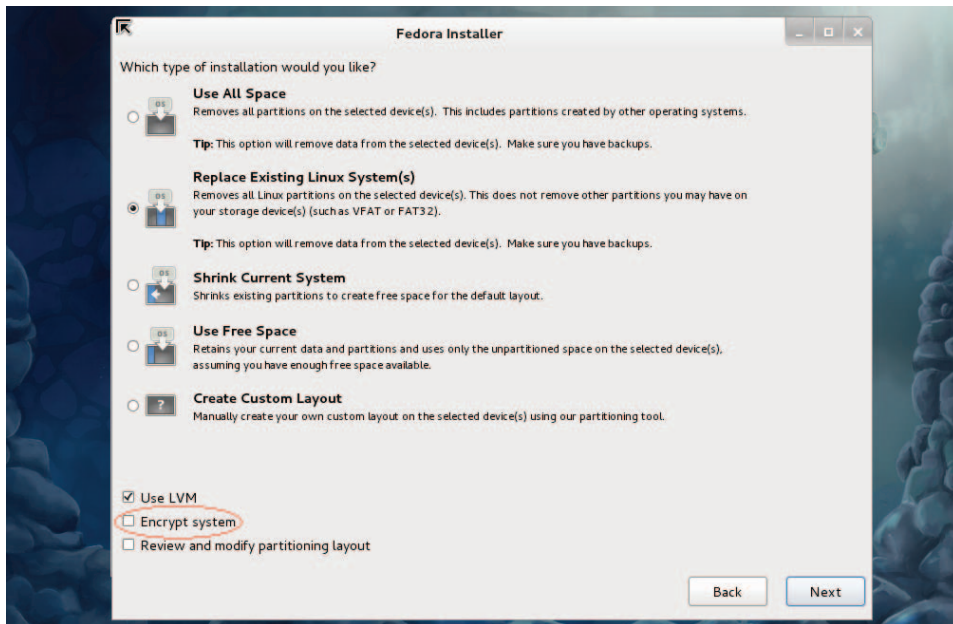 Fedora Installer
Which type of installation would you like?
Use All Space
Removes all partitions on the selected device(s). This includes partitions created by other operating systems.
Tip: This option will remove data from the selected device(s). Make sure you have backups.
Replace Existing Linux System(s)
Removes all Linux partitions on the selected device(s). This does not remove other partitions you may have on
your storage device(s) (such as VFAT or FAT32).
Tip: This option will remove data from the selected device(s). Make sure you have backups.
Shrink Current System
Shrinks existing partitions to create free space for the default layout.
Use Free Space
Retains your current data and partitions and uses only the unpartitioned space on the selected device(s),
assuming you have enough free space available.
Create Custom Layout
Manually create your own custom layout on the selected device(s) using our partitioning tool.
OS
OS
OS
OS
?
Use LVM
Encrypt system
Review and modify partitioning layout
Back
Next